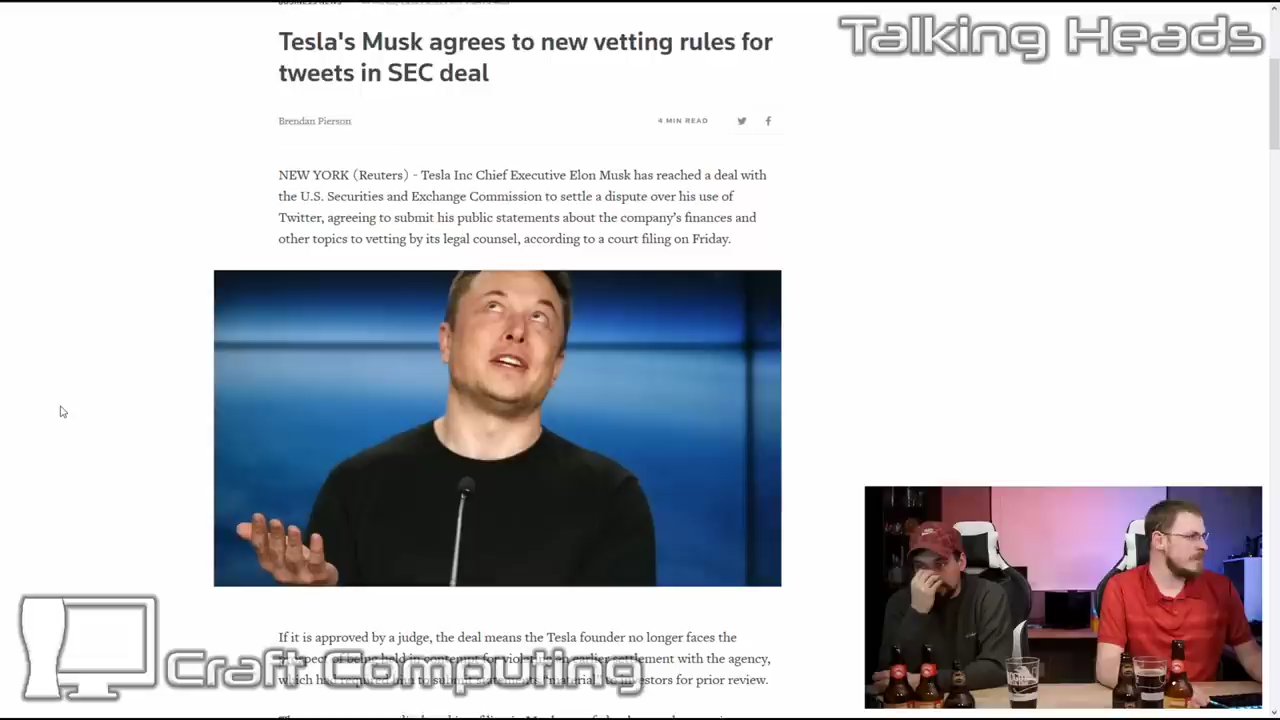 Talking Heads
Tesla's Musk agrees to new vetting rules for
tweets in SEC deal
Brendan Pierson
4 MIN READ
NEW YORK (Reuters) - Tesla Inc Chief Executive Elon Musk has reached a deal with
the U.S. Securities and Exchange Commission to settle a dispute over his use of
Twitter, agreeing to submit his public statements about the company's finances and
other topics to vetting by its legal counsel, according to a court filing on Friday.
If it is approved by a judge, the deal means the Tesla founder no longer faces the
prospect of being held in contempt for violating an earlier settlement with the agency,
which had required him to submit statements "material" to investors for prior review.
Craft Computing